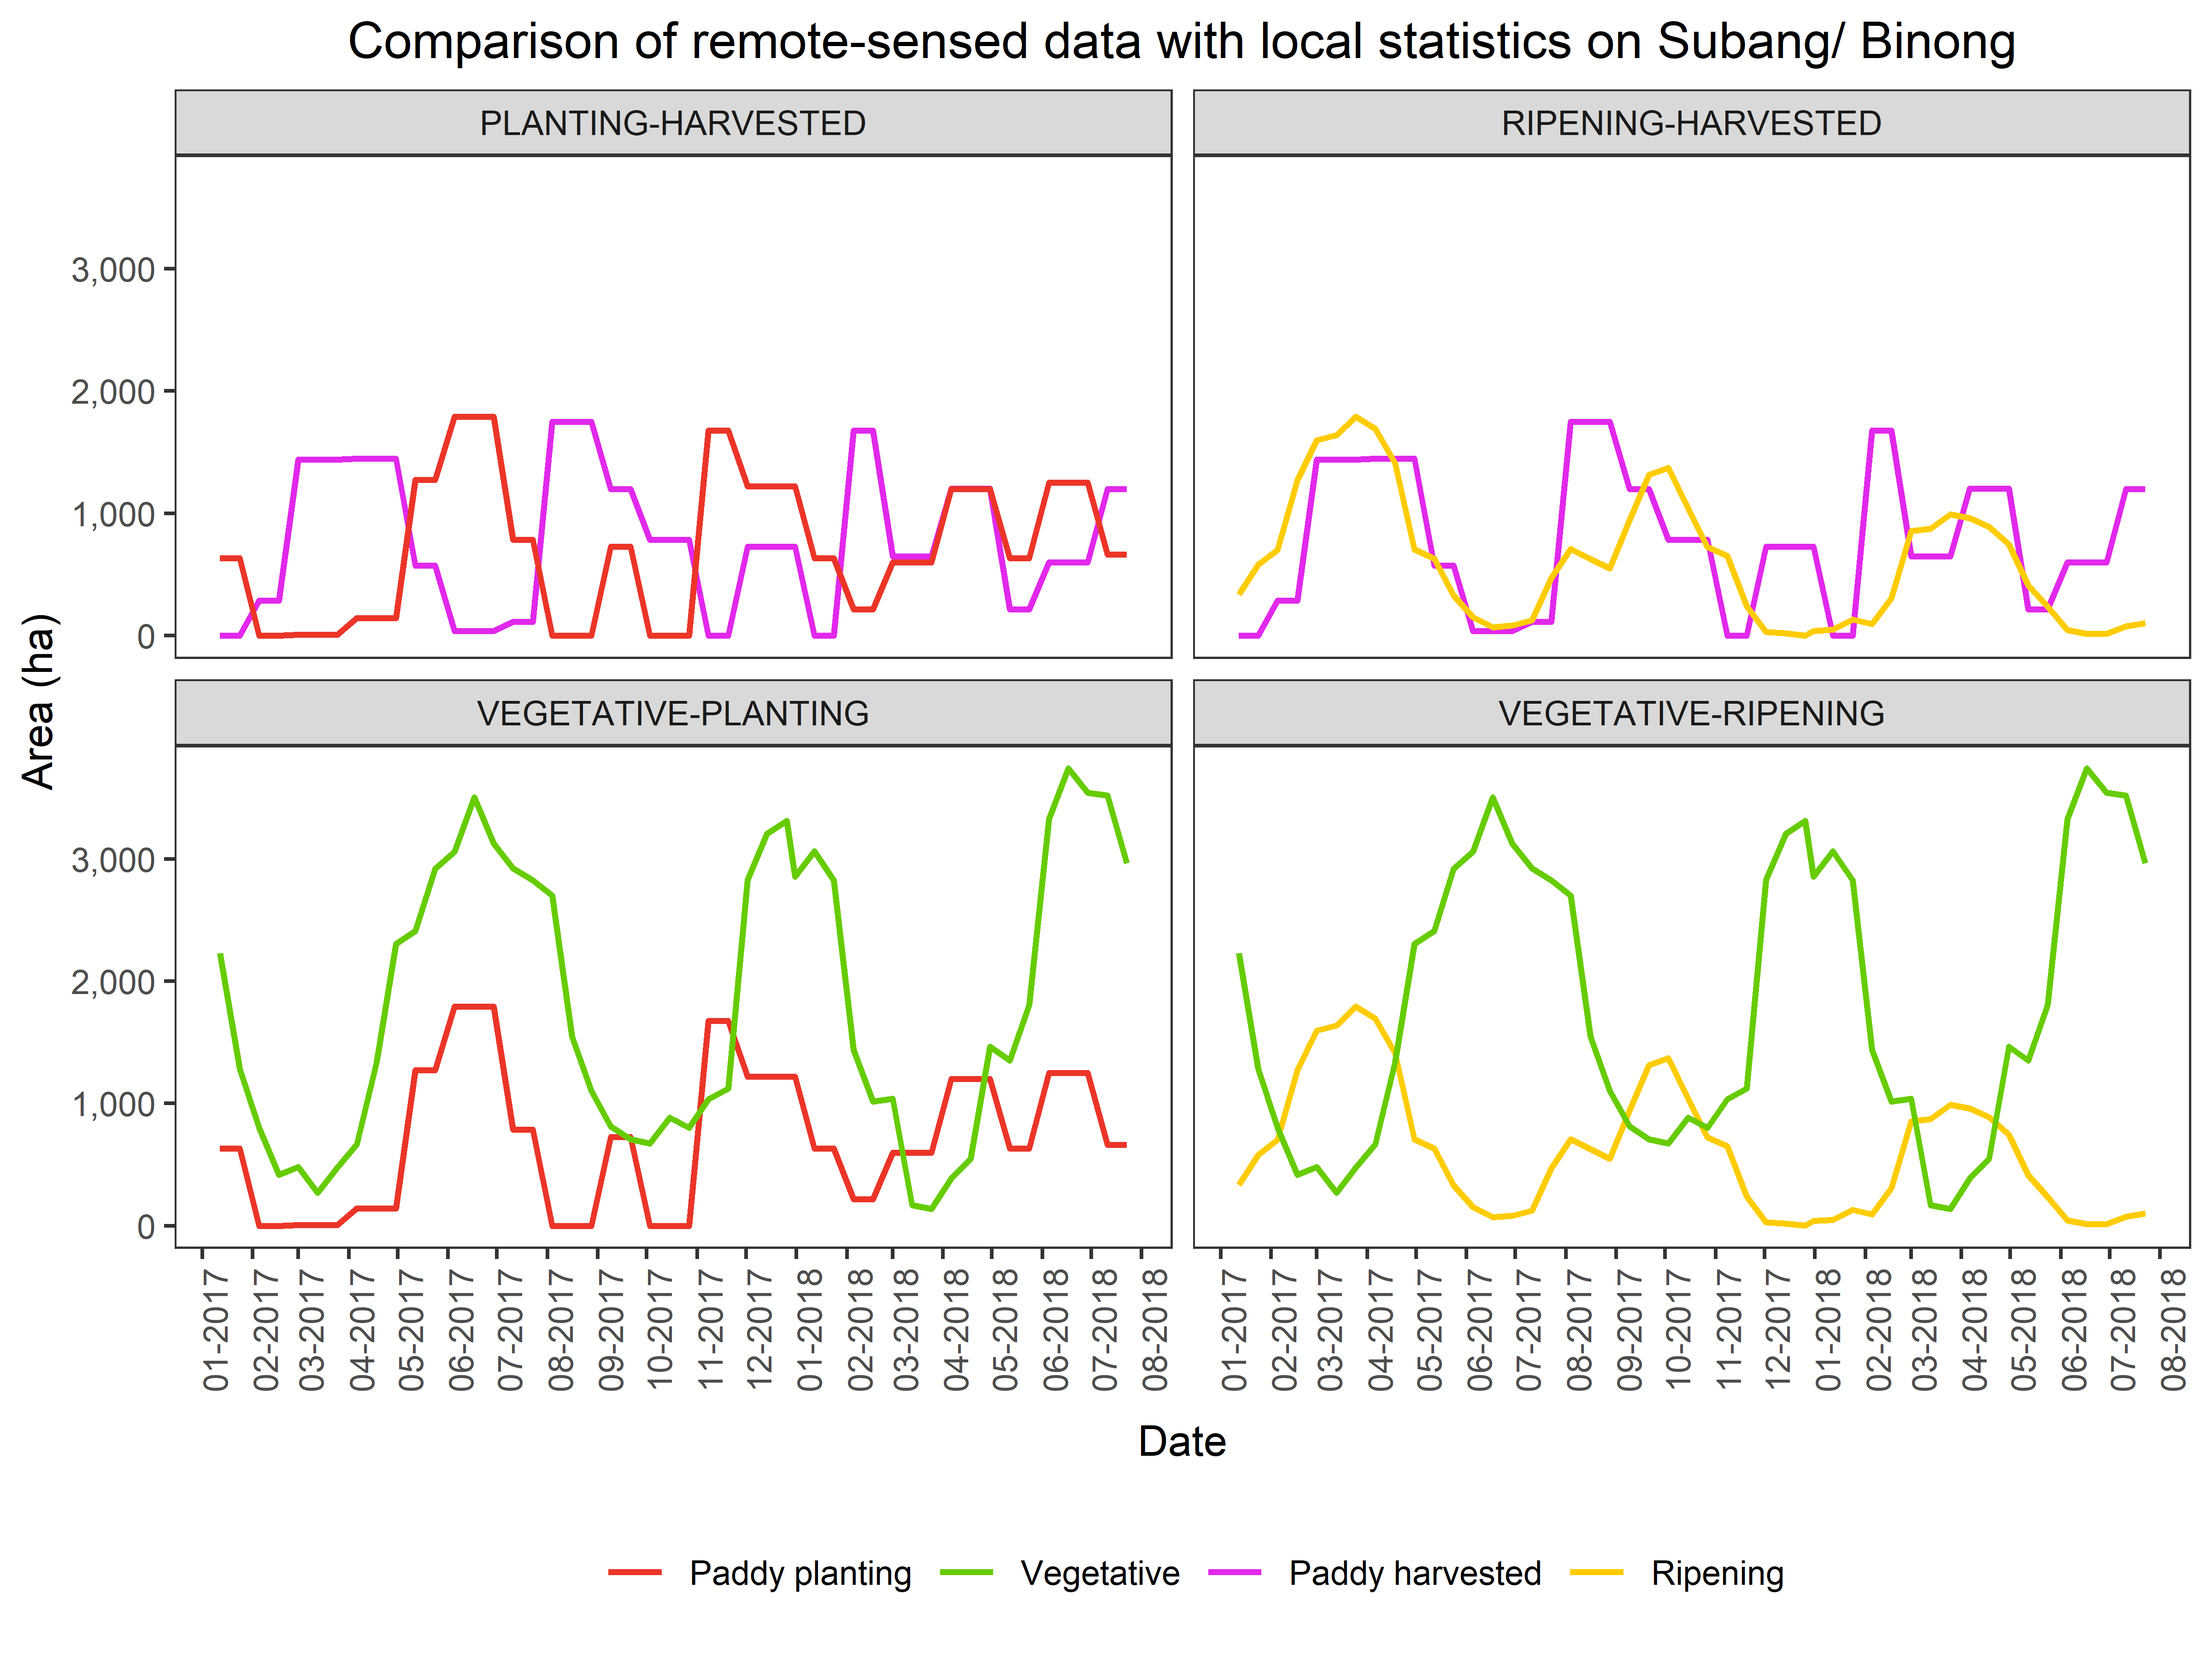 Comparison of remote-sensed data with local statistics on Subang/ Binong
PLANTING-HARVESTED
RIPENING-HARVESTED
3,000
2,000
1,000
0
Area (ha)
VEGETATIVE-PLANTING
VEGETATIVE-RIPENING
3,000
2,000
1,000
0
01-2017 02-2017 03-2017 04-2017 05-2017 06-2017 07-2017 08-2017 09-2017 10-2017 11-2017 12-2017 01-2018 02-2018 03-2018 04-2018 05-2018 06-2018 07-2018 08-2018
01-2017 02-2017 03-2017 04-2017 05-2017 06-2017 07-2017 08-2017 09-2017 10-2017 11-2017 12-2017 01-2018 02-2018 03-2018 04-2018 05-2018 06-2018 07-2018 08-2018
Date
Paddy planting Vegetative Paddy harvested Ripening